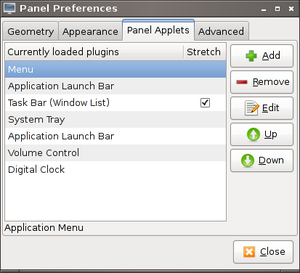 Panel Preferences
Geometry Appearance Panel Applets Advanced
Currently loaded plugins Stretch
Menu
Application Launch Bar
Task Bar (Window List)
System Tray
Application Launch Bar
Volume Control
Digital Clock
Add
Remove
Edit
Up
Down
Application Menu
Close